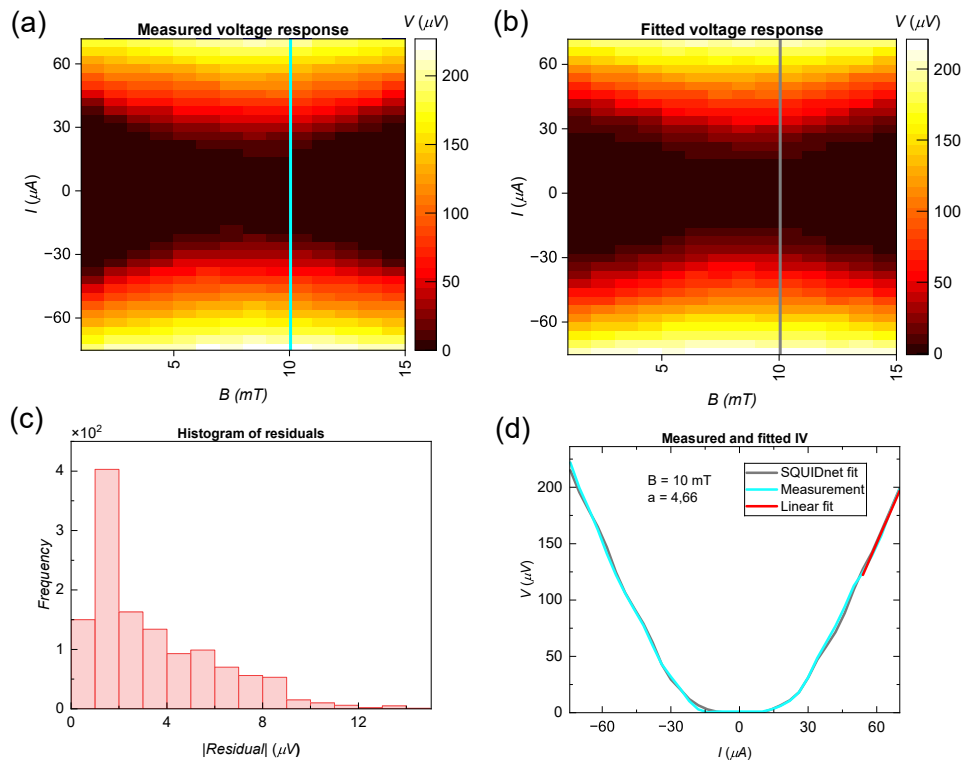 (a)
Measured voltage response
V (μV)
60
30
0
−30
−60
I (μA)
5
10
15
B (mT)
200
150
100
50
0
(b)
Fitted voltage response
V (μV)
60
30
0
−30
−60
I (μA)
5
10
15
B (mT)
200
150
100
50
0
(c)
×10²
Histogram of residuals
4
3
2
1
0
Frequency
0
4
8
12
|Residual| (μV)
(d)
Measured and fitted IV
B = 10 mT
a = 4,66
SQUIDnet fit
Measurement
Linear fit
200
150
100
50
0
V (μV)
−60
−30
0
30
60
I (μA)